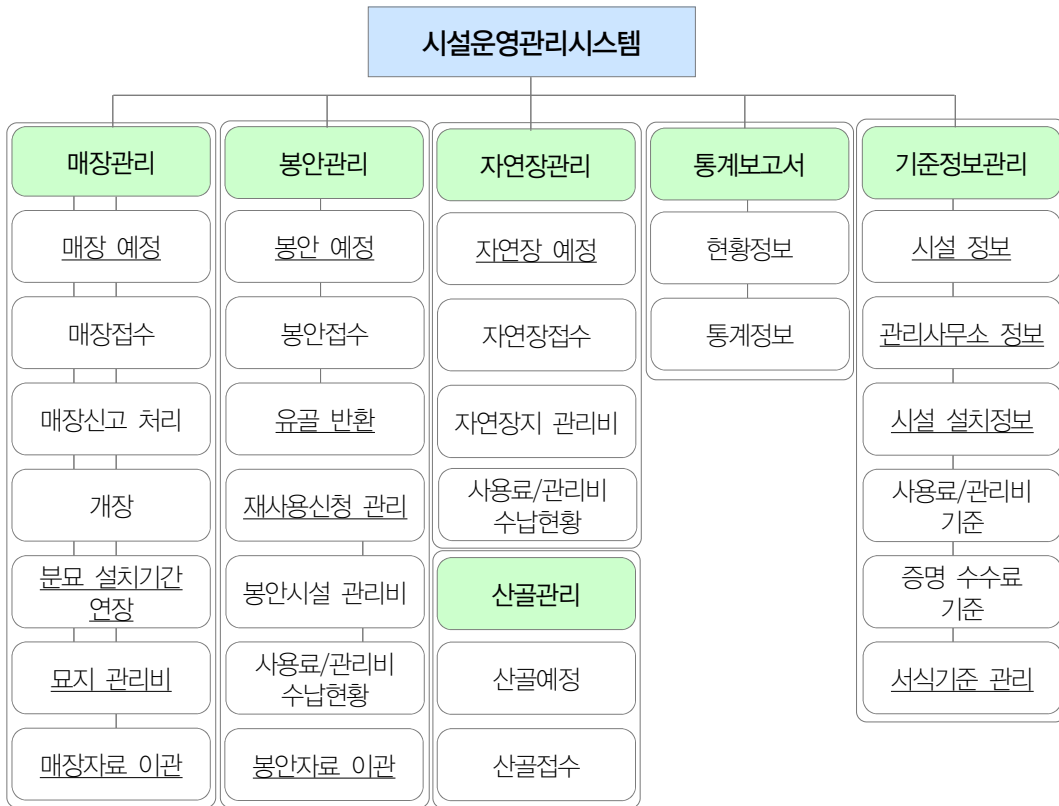 시설운영관리시스템
매장관리
매장 예정
매장접수
매장신고 처리
개장
분묘 설치기간
연장
묘지 관리비
매장자료 이관
봉안관리
봉안 예정
봉안접수
유골 반환
재사용신청 관리
봉안시설 관리비
사용료/관리비
수납현황
봉안자료 이관
자연장관리
자연장 예정
자연장접수
자연장지 관리비
사용료/관리비
수납현황
산골관리
산골예정
산골접수
통계보고서
현황정보
통계정보
기준정보관리
시설 정보
관리사무소 정보
시설 설치정보
사용료/관리비
기준
증명 수수료
기준
서식기준 관리